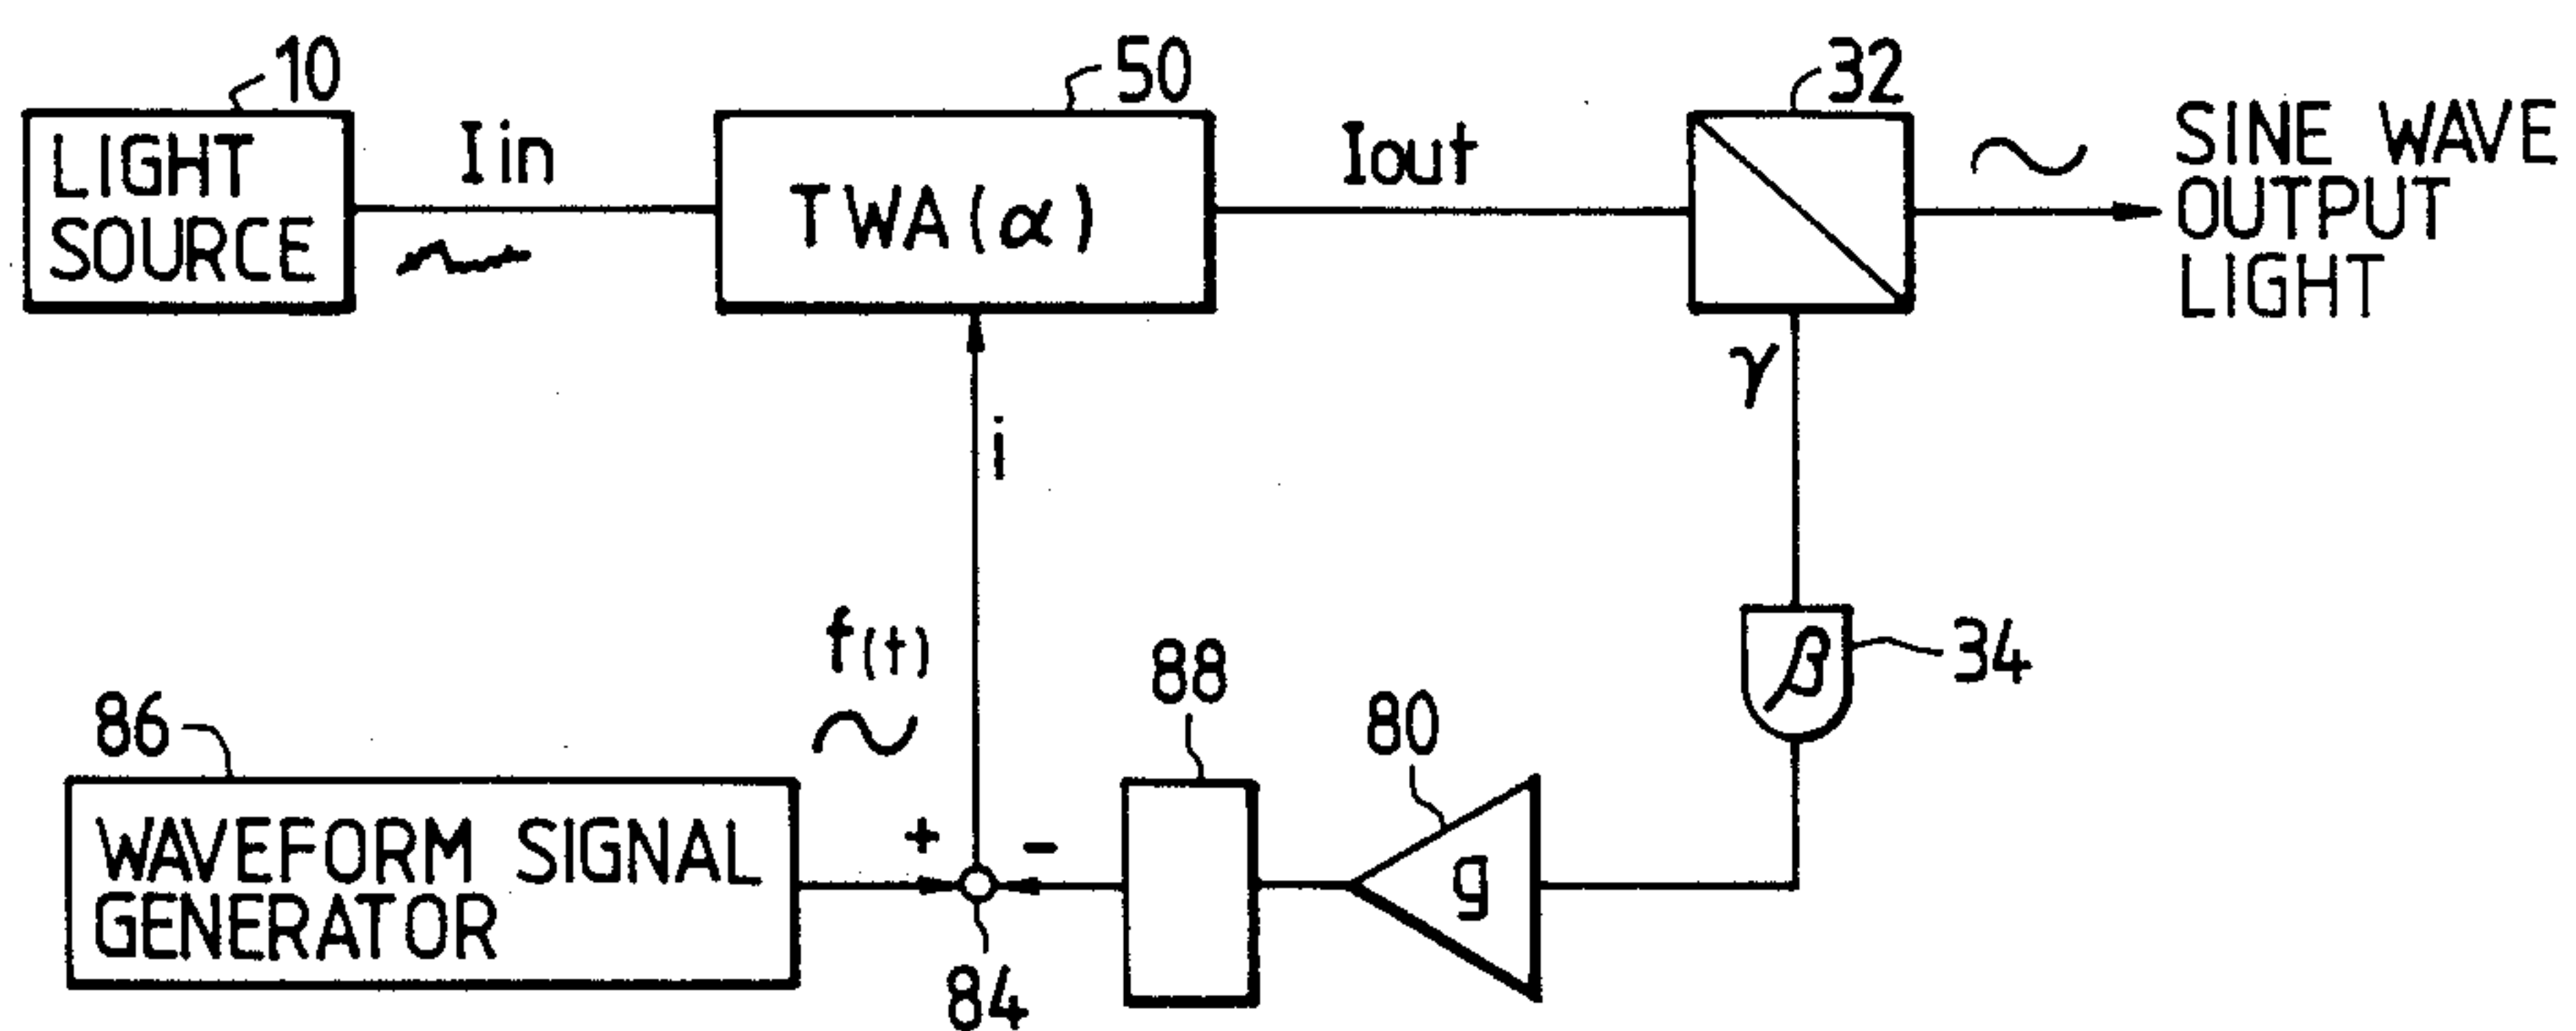 10
50
32
LIGHT
SOURCE
Iin
TWA(α)
Iout
SINE WAVE
OUTPUT
LIGHT
γ
i
f(t)
β
34
86
88
80
WAVEFORM SIGNAL
GENERATOR
+
-
g
84